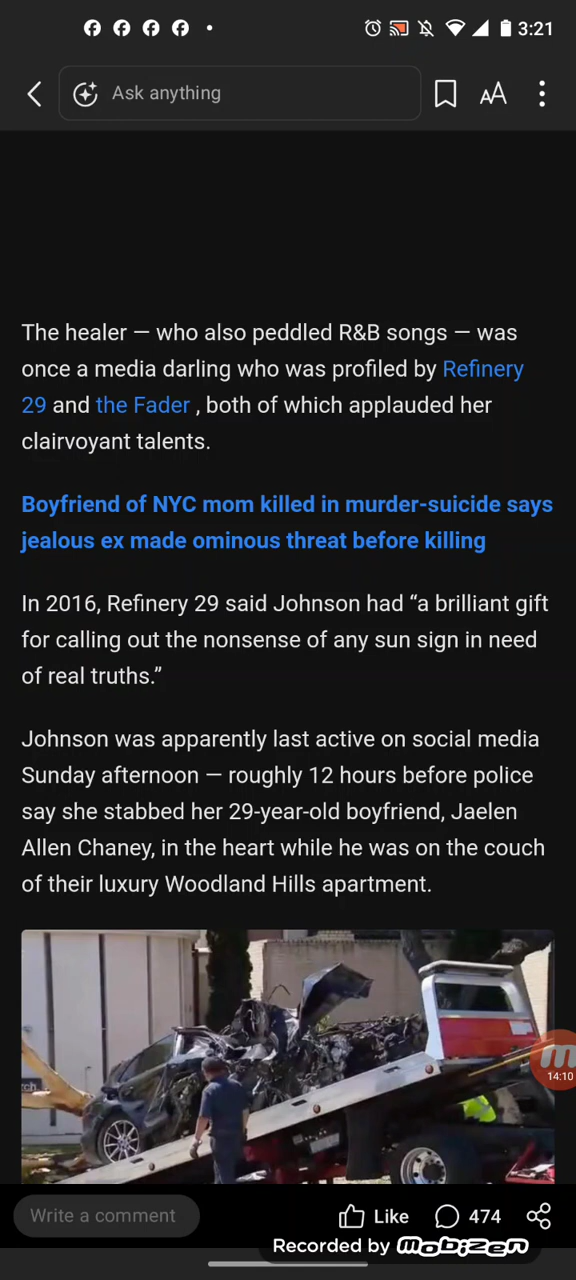 3:21
Ask anything
AA
The healer — who also peddled R&B songs — was
once a media darling who was profiled by Refinery
29 and the Fader , both of which applauded her
clairvoyant talents.
Boyfriend of NYC mom killed in murder-suicide says
jealous ex made ominous threat before killing
In 2016, Refinery 29 said Johnson had “a brilliant gift
for calling out the nonsense of any sun sign in need
of real truths.”
Johnson was apparently last active on social media
Sunday afternoon — roughly 12 hours before police
say she stabbed her 29-year-old boyfriend, Jaelen
Allen Chaney, in the heart while he was on the couch
of their luxury Woodland Hills apartment.
rch
14:10
Write a comment
Like
474
Recorded by mobizen